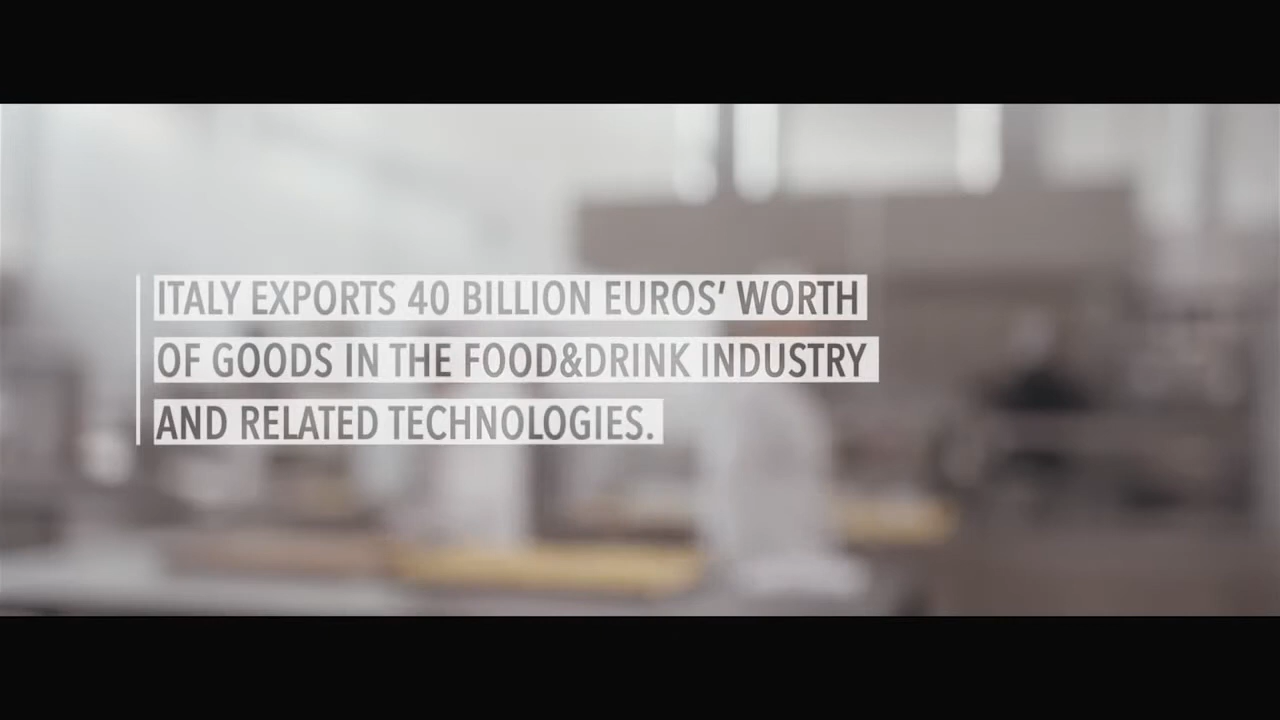 ITALY EXPORTS 40 BILLION EUROS’ WORTH
OF GOODS IN THE FOOD&DRINK INDUSTRY
AND RELATED TECHNOLOGIES.